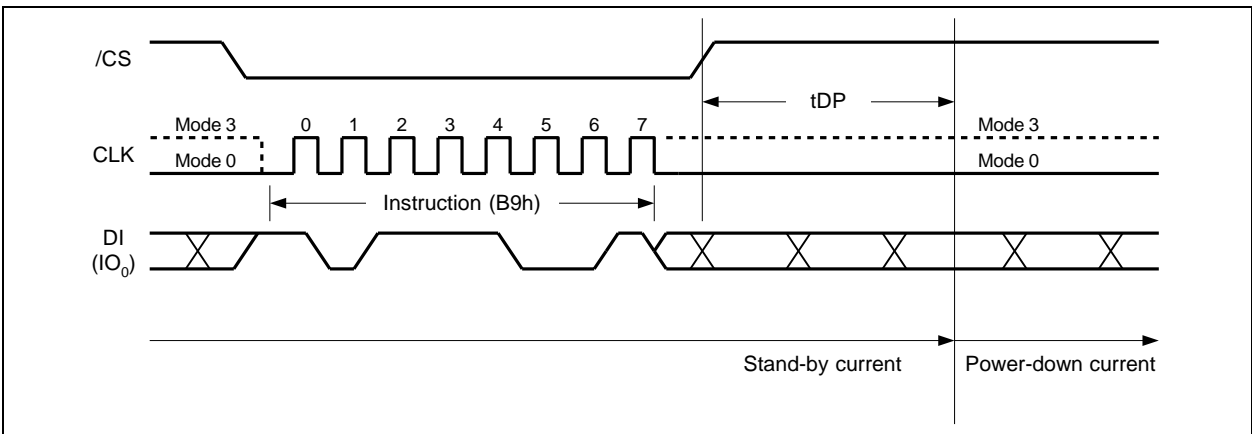 /CS
tDP
Mode 3 0 1 2 3 4 5 6 7 Mode 3
CLK
Mode 0 Mode 0
Instruction (B9h)
DI
(IO0)
Stand-by current Power-down current